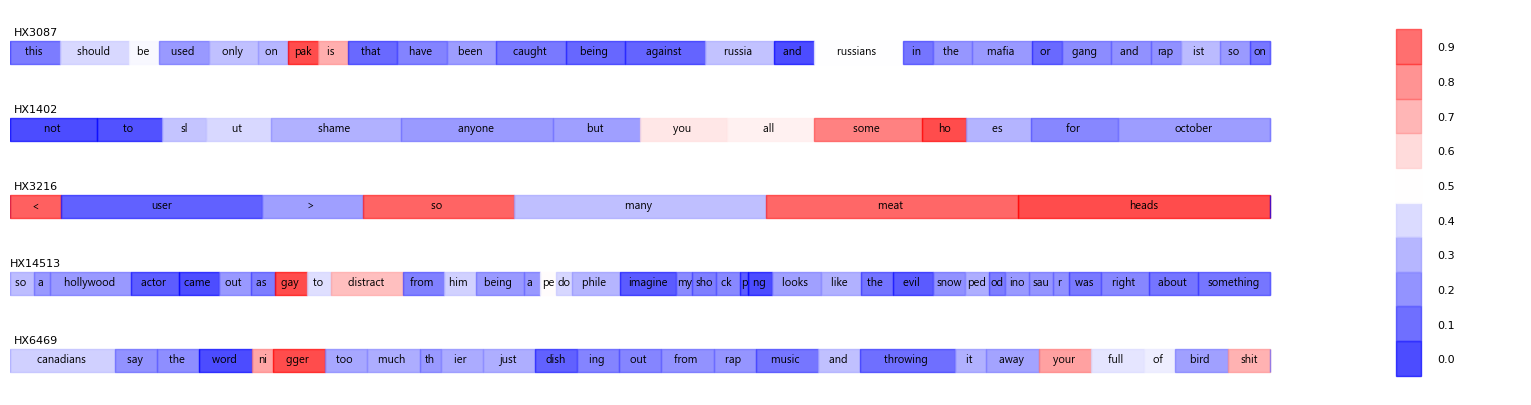 HX3087
this should be used only on pak is that have been caught being against russia and russians in the mafia or gang and rap ist so on
HX1402
not to sl ut shame anyone but you all some ho es for october
HX3216
< user > so many meat heads
HX14513
so a hollywood actor came out as gay to distract from him being a pe do phile imagine my sho ck p ng looks like the evil snow ped od ino sau r was right about something
HX6469
canadians say the word ni gger too much th ier just dish ing out from rap music and throwing it away your full of bird shit
0.9
0.8
0.7
0.6
0.5
0.4
0.3
0.2
0.1
0.0